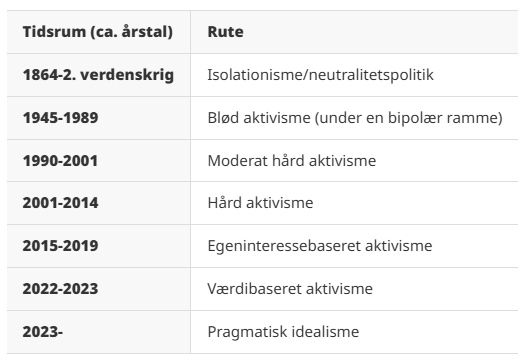 Tidsrum (ca. årstal) Rute
1864-2. verdenskrig Isolationisme/neutralitetspolitik
1945-1989 Blød aktivisme (under en bipolær ramme)
1990-2001 Moderat hård aktivisme
2001-2014 Hård aktivisme
2015-2019 Egeninteressebaseret aktivisme
2022-2023 Værdibaseret aktivisme
2023- Pragmatisk idealisme